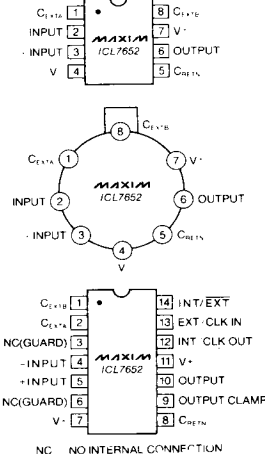 CEXTA 1
8 CEXTB
INPUT 2
7 V+
- INPUT 3
6 OUTPUT
V 4
5 CRETN
MAXIM
ICL7652
8 CEXTB
CEXTA 1
7 V+
INPUT 2
6 OUTPUT
- INPUT 3
5 CRETN
4
V
MAXIM
ICL7652
CEXTB 1
14 INT/EXT
CEXTA 2
13 EXT CLK IN
NC(GUARD) 3
12 INT CLK OUT
-INPUT 4
11 V+
+INPUT 5
10 OUTPUT
NC(GUARD) 6
9 OUTPUT CLAMP
V- 7
8 CRETN
MAXIM
ICL7652
NC NO INTERNAL CONNECTION